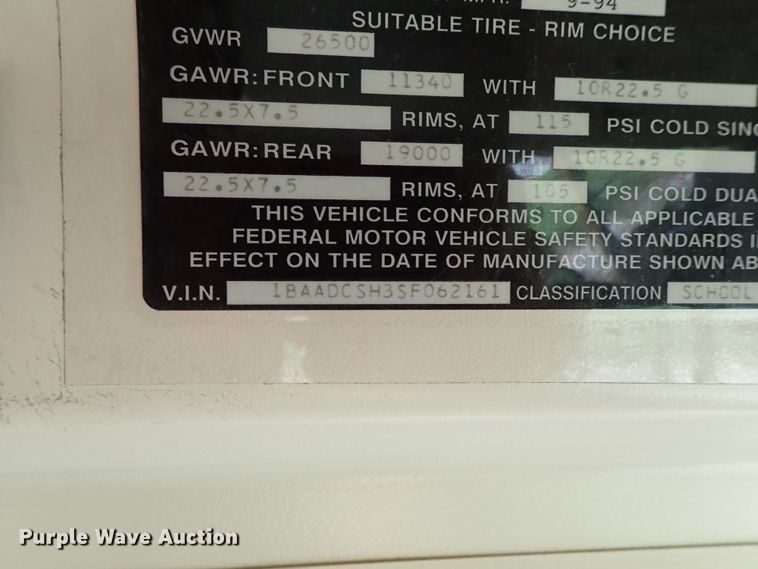 9-94
SUITABLE TIRE - RIM CHOICE
GVWR 26500
GAWR: FRONT 11340 WITH 10R22.5 G
22.5X7.5 RIMS, AT 115 PSI COLD
GAWR: REAR 19000 WITH 10R22.5 G
22.5X7.5 RIMS, AT 105 PSI COLD
THIS VEHICLE CONFORMS TO ALL APPLICABLE
FEDERAL MOTOR VEHICLE SAFETY STANDARDS
EFFECT ON THE DATE OF MANUFACTURE SHOWN
V.I.N. 1BAADCSH3SF062161 CLASSIFICATION SCHOOL
Purple Wave Auction